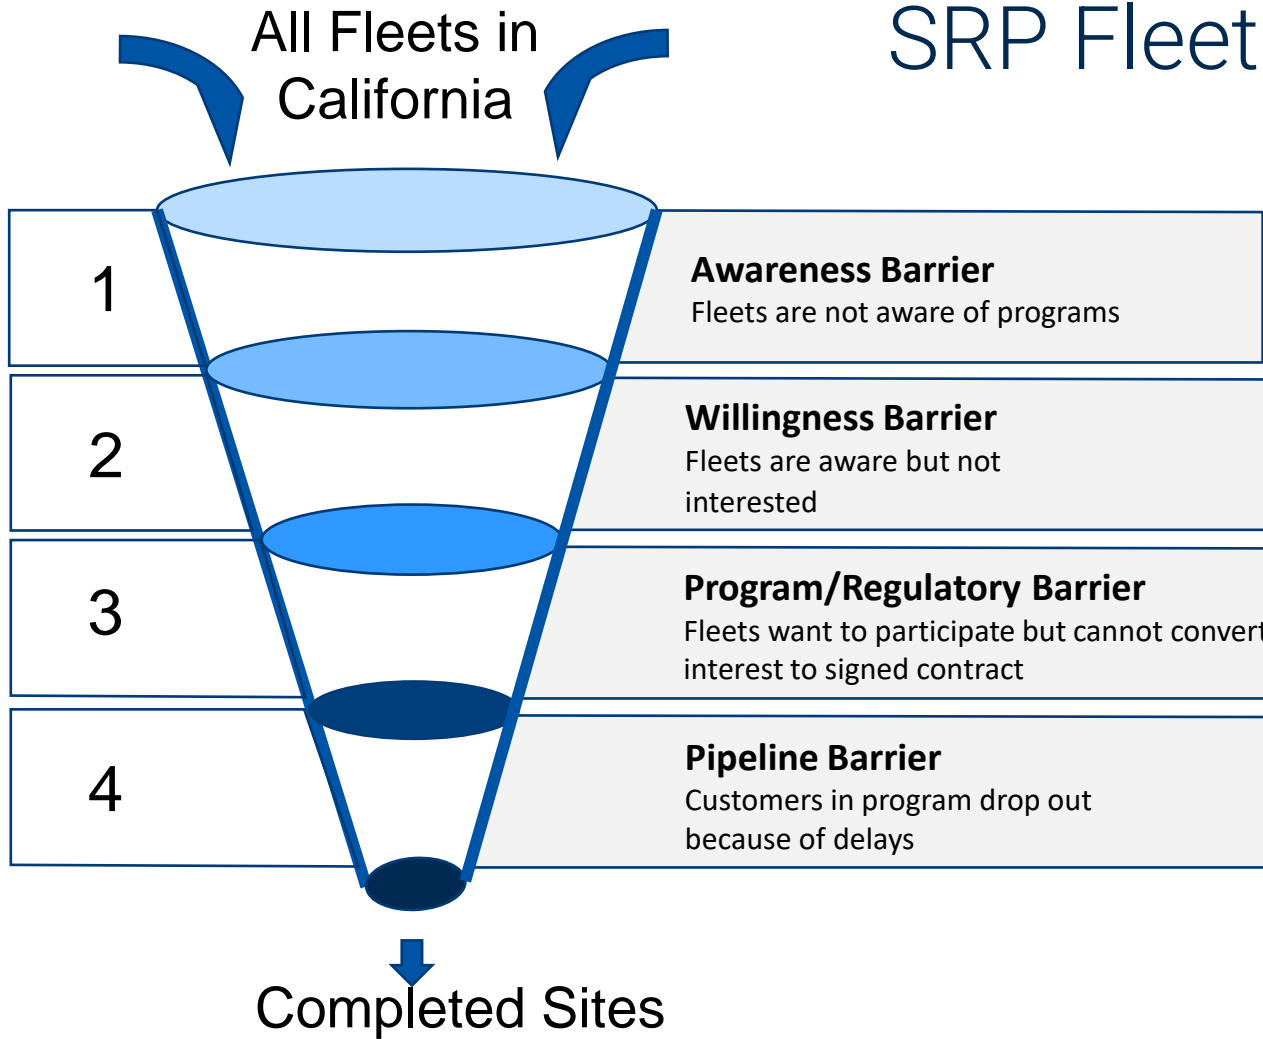 All Fleets in
California
SRP Fleet
1
Awareness Barrier
Fleets are not aware of programs
2
Willingness Barrier
Fleets are aware but not
interested
3
Program/Regulatory Barrier
Fleets want to participate but cannot convert
interest to signed contract
4
Pipeline Barrier
Customers in program drop out
because of delays
Completed Sites